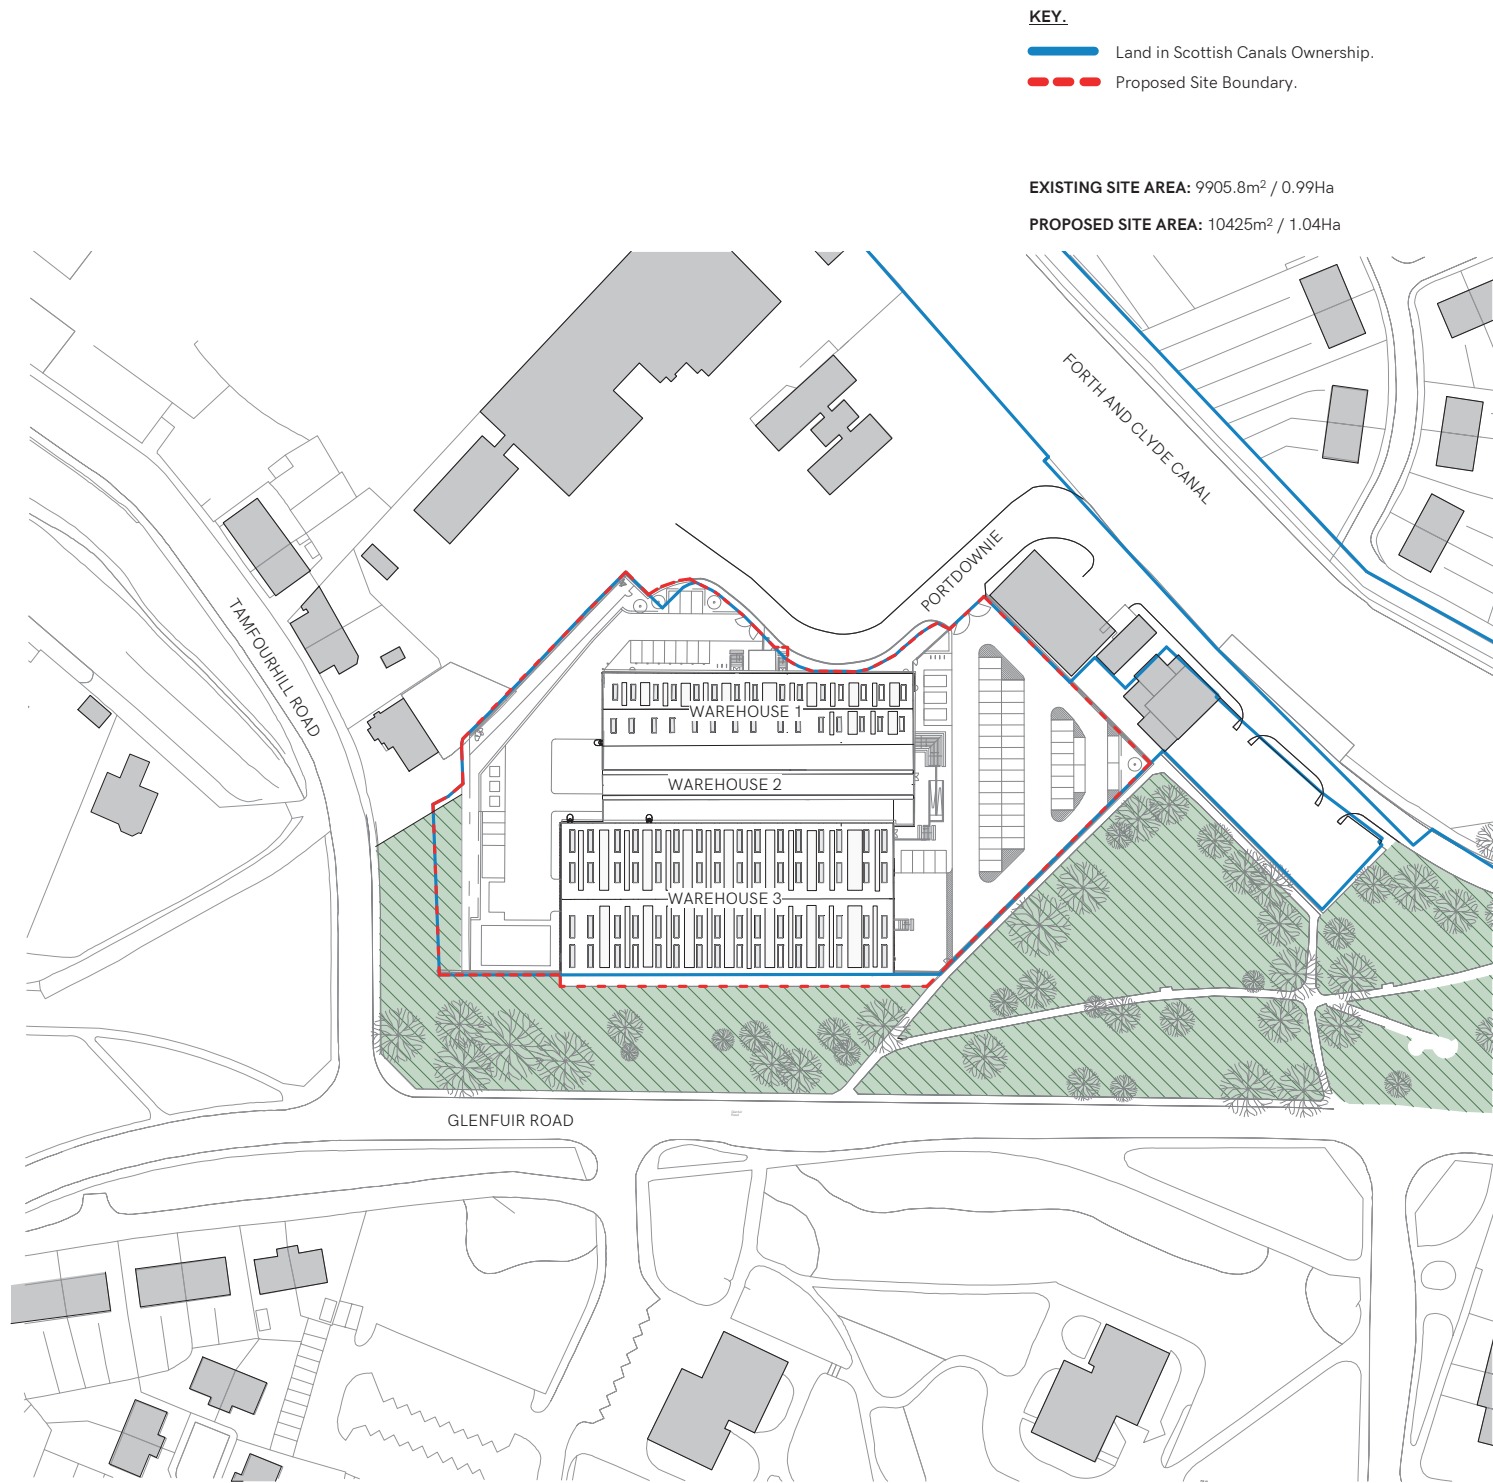 KEY.
Land in Scottish Canals Ownership.
Proposed Site Boundary.
EXISTING SITE AREA: 9905.8m² / 0.99Ha
PROPOSED SITE AREA: 10425m² / 1.04Ha
FORTH AND CLYDE CANAL
PORTDOWNIE
TAMFOURHILL ROAD
WAREHOUSE 1
WAREHOUSE 2
WAREHOUSE 3
GLENFUIR ROAD